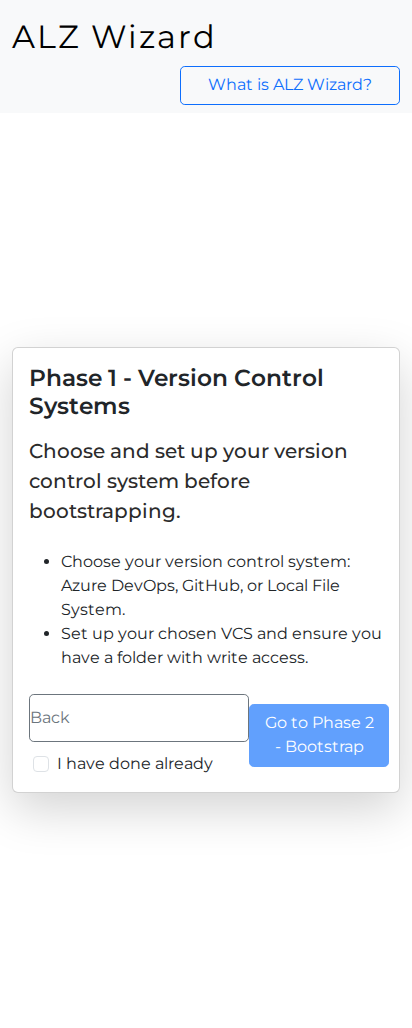 ALZ Wizard
What is ALZ Wizard?
Phase 1 - Version Control
Systems
Choose and set up your version
control system before
bootstrapping.
Choose your version control system:
Azure DevOps, GitHub, or Local File
System.
Set up your chosen VCS and ensure you
have a folder with write access.
Back
Go to Phase 2
- Bootstrap
I have done already